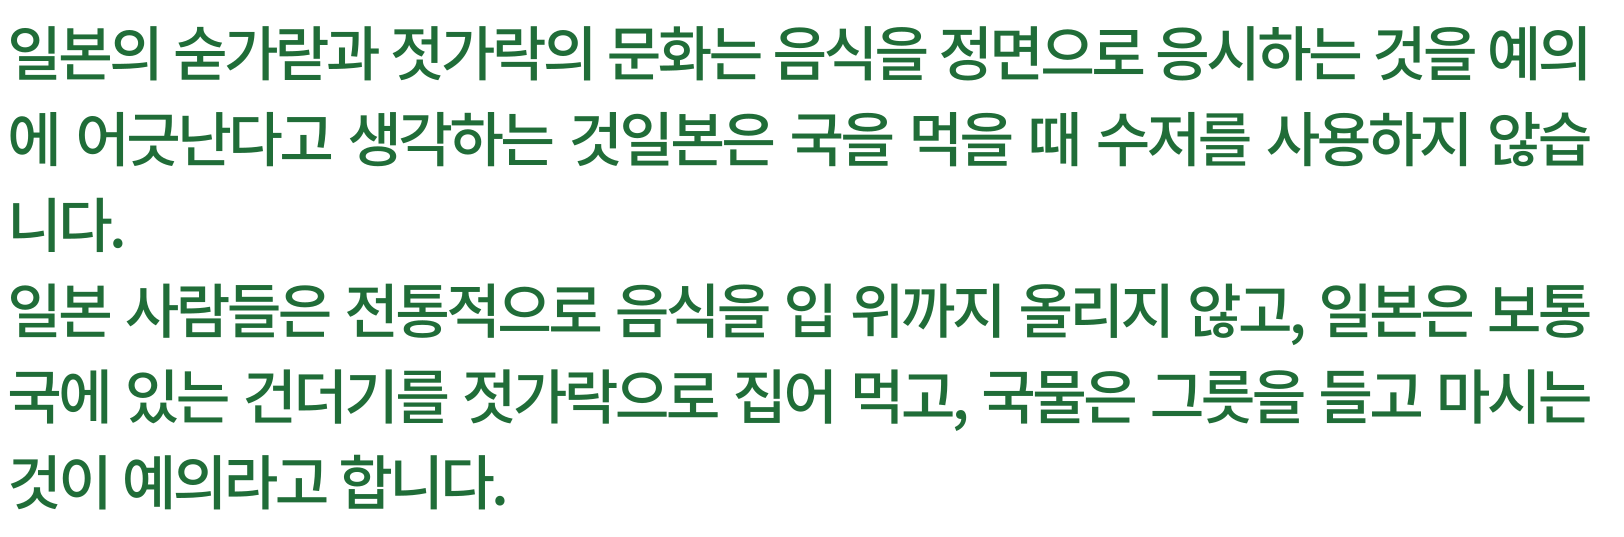 일본의 숟가랃과 젓가락의 문화는 음식을 정면으로 응시하는 것을 예의
에 어긋난다고 생각하는 것일본은 국을 먹을 때 수저를 사용하지 않습
니다.
일본 사람들은 전통적으로 음식을 입 위까지 올리지 않고, 일본은 보통
국에 있는 건더기를 젓가락으로 집어 먹고, 국물은 그릇을 들고 마시는
것이 예의라고 합니다.